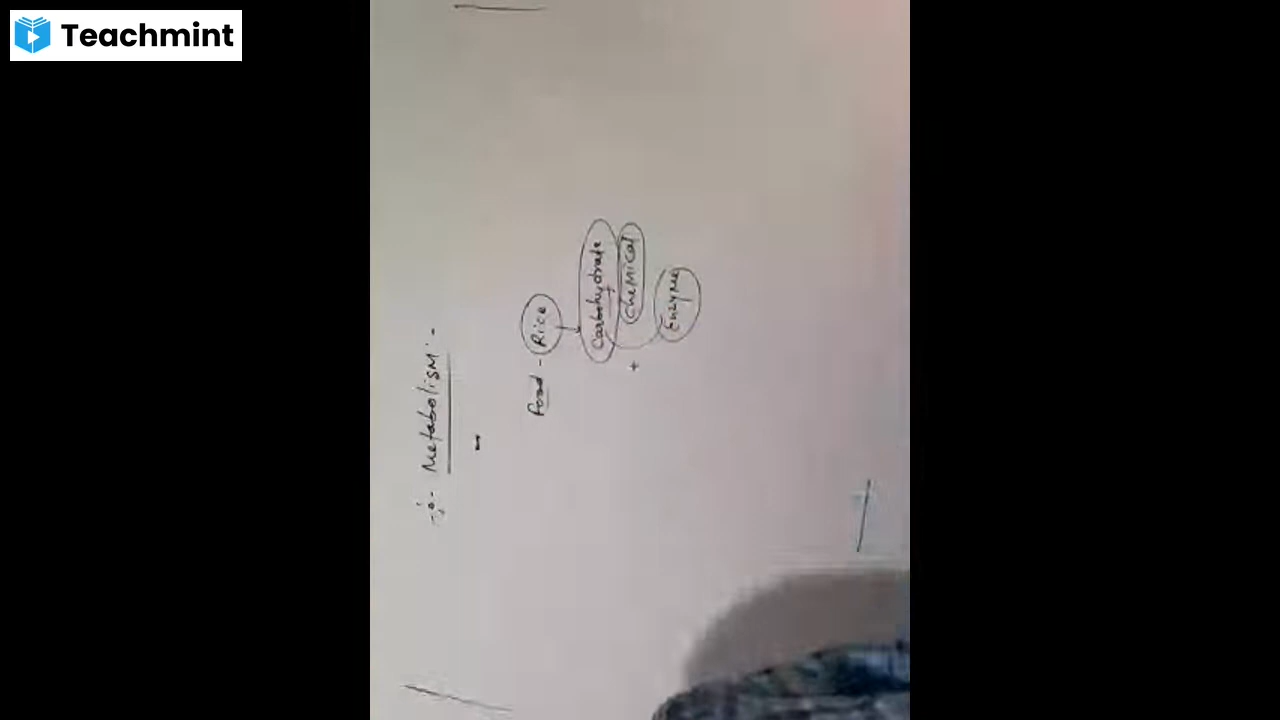 Teachmint
Metabolism:-
Food - Rice
Carbohydrate
Chemical
+
Enzyme